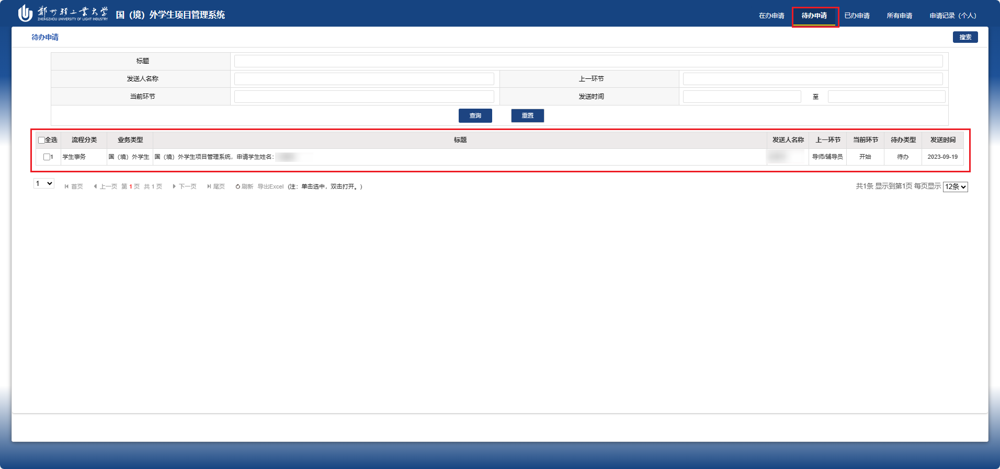 郑州轻工业大学
ZHENGZHOU UNIVERSITY OF LIGHT INDUSTRY
国（境）外学生项目管理系统
在办申请 待办申请 已办申请 所有申请 申请记录（个人）
待办申请 搜索
标题
发送人名称 上一环节
当前环节 发送时间 至
查询 重置
全选 流程分类 业务类型 标题 发送人名称 上一环节 当前环节 待办类型 发送时间
1 学生事务 国（境）外学生 国（境）外学生项目管理系统，申请学生姓名： 导师/辅导员 开始 待办 2023-09-19
1 首页 上一页 第 1 页 共 1 页 下一页 尾页 刷新 导出Excel (注：单击选中，双击打开。) 共1条 显示到第1页 每页显示 12条